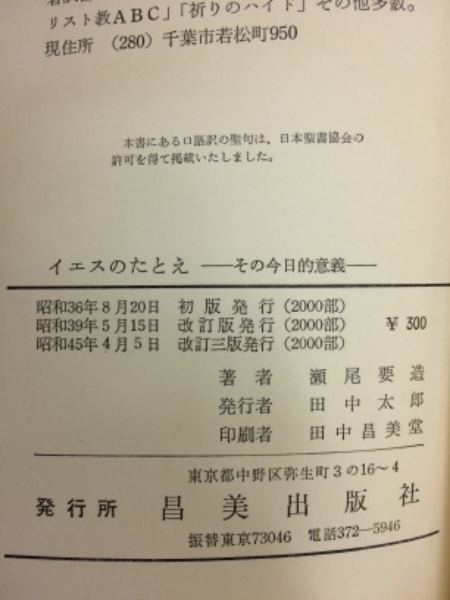 リスト教ABC」「祈りのハイド」その他多数。
現住所 (280) 千葉市若松町950
本書にある口語訳の聖句は、日本聖書協会の
許可を得て掲載いたしました。
イエスのたとえ ――その今日的意義――
昭和36年8月20日 初版発行(2000部)
昭和39年5月15日 改訂版発行(2000部) ¥300
昭和45年4月5日 改訂三版発行(2000部)
著者 瀬尾要造
発行者 田中太郎
印刷者 田中昌美堂
東京都中野区弥生町3の16~4
発行所 昌美出版社
振替東京73046 電話372-5946